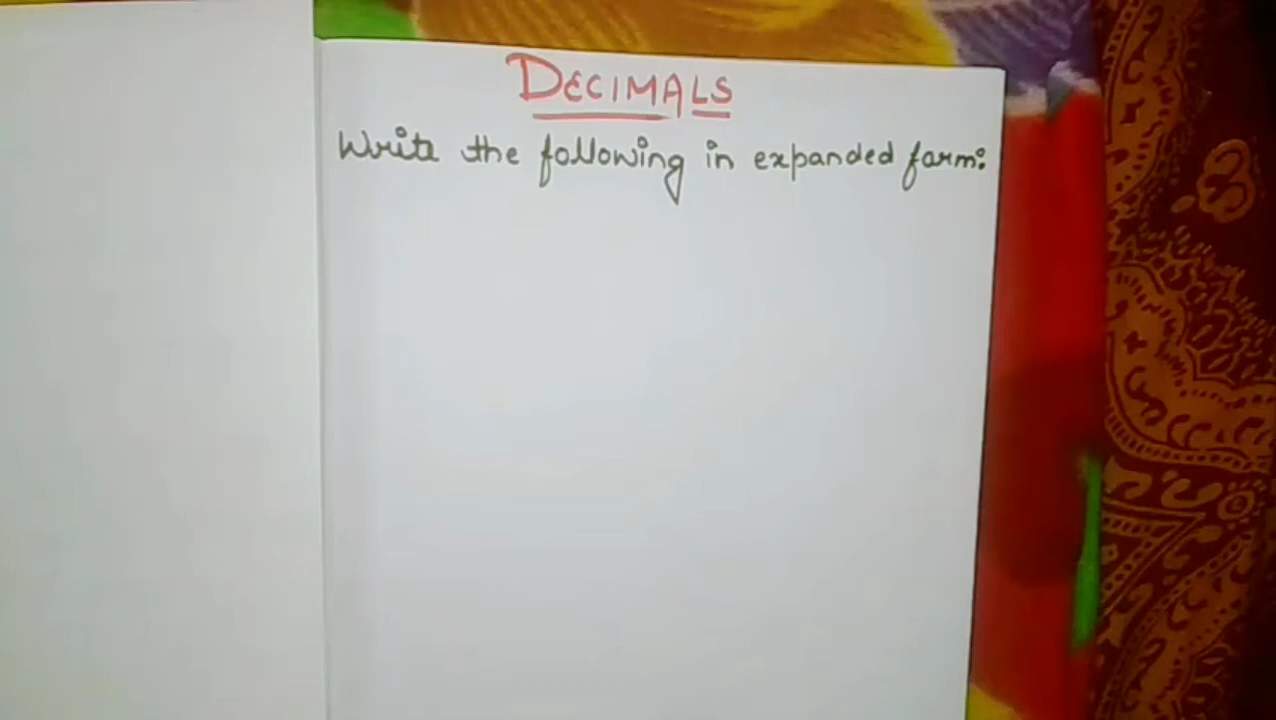 DECIMALS
Write the following in expanded form: